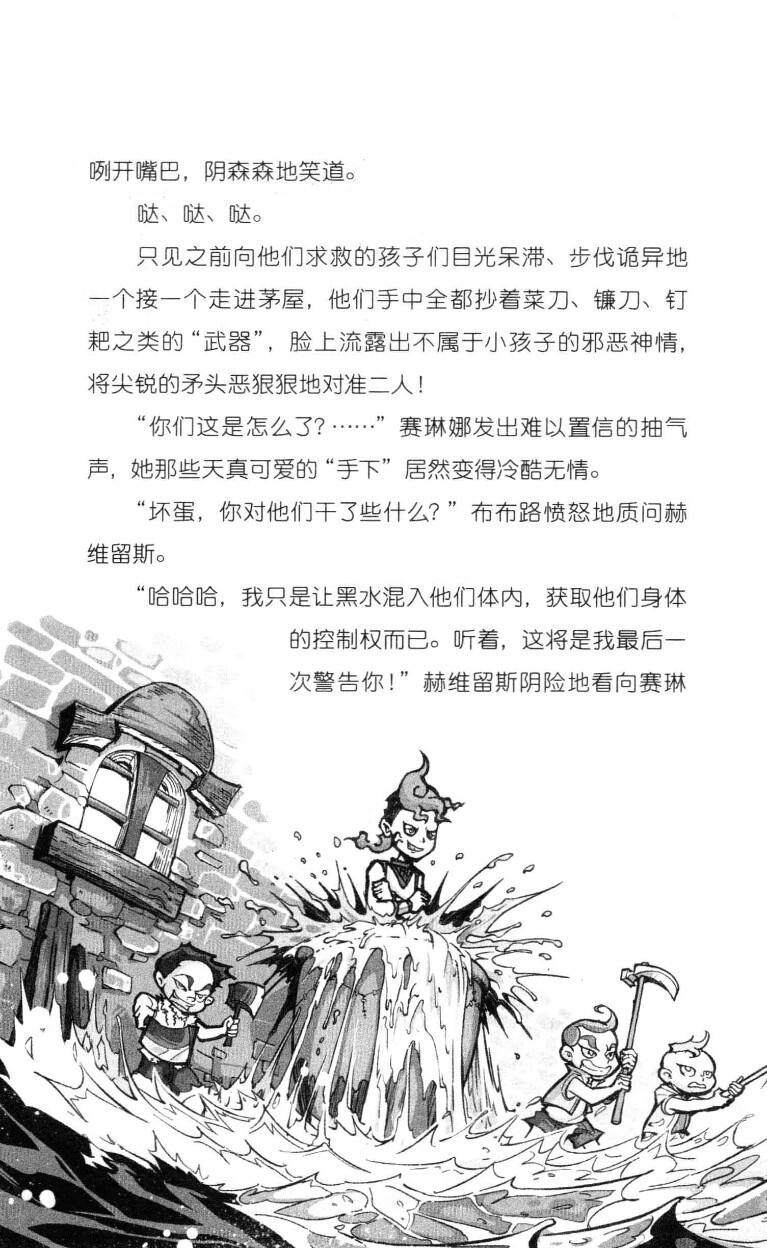 咧开嘴巴，阴森森地笑道。
哒、哒、哒。
只见之前向他们求救的孩子们目光呆滞、步伐诡异地
一个接一个走进茅屋，他们手中全都抄着菜刀、镰刀、钉
耙之类的“武器”，脸上流露出不属于小孩子的邪恶神情，
将尖锐的矛头恶狠狠地对准二人！
“你们这是怎么了？……”赛琳娜发出难以置信的抽气
声，她那些天真可爱的“手下”居然变得冷酷无情。
“坏蛋，你对他们干了些什么？”布布路愤怒地质问赫
维留斯。
“哈哈哈，我只是让黑水混入他们体内，获取他们身体
的控制权而已。听着，这将是我最后一
次警告你！”赫维留斯阴险地看向赛琳